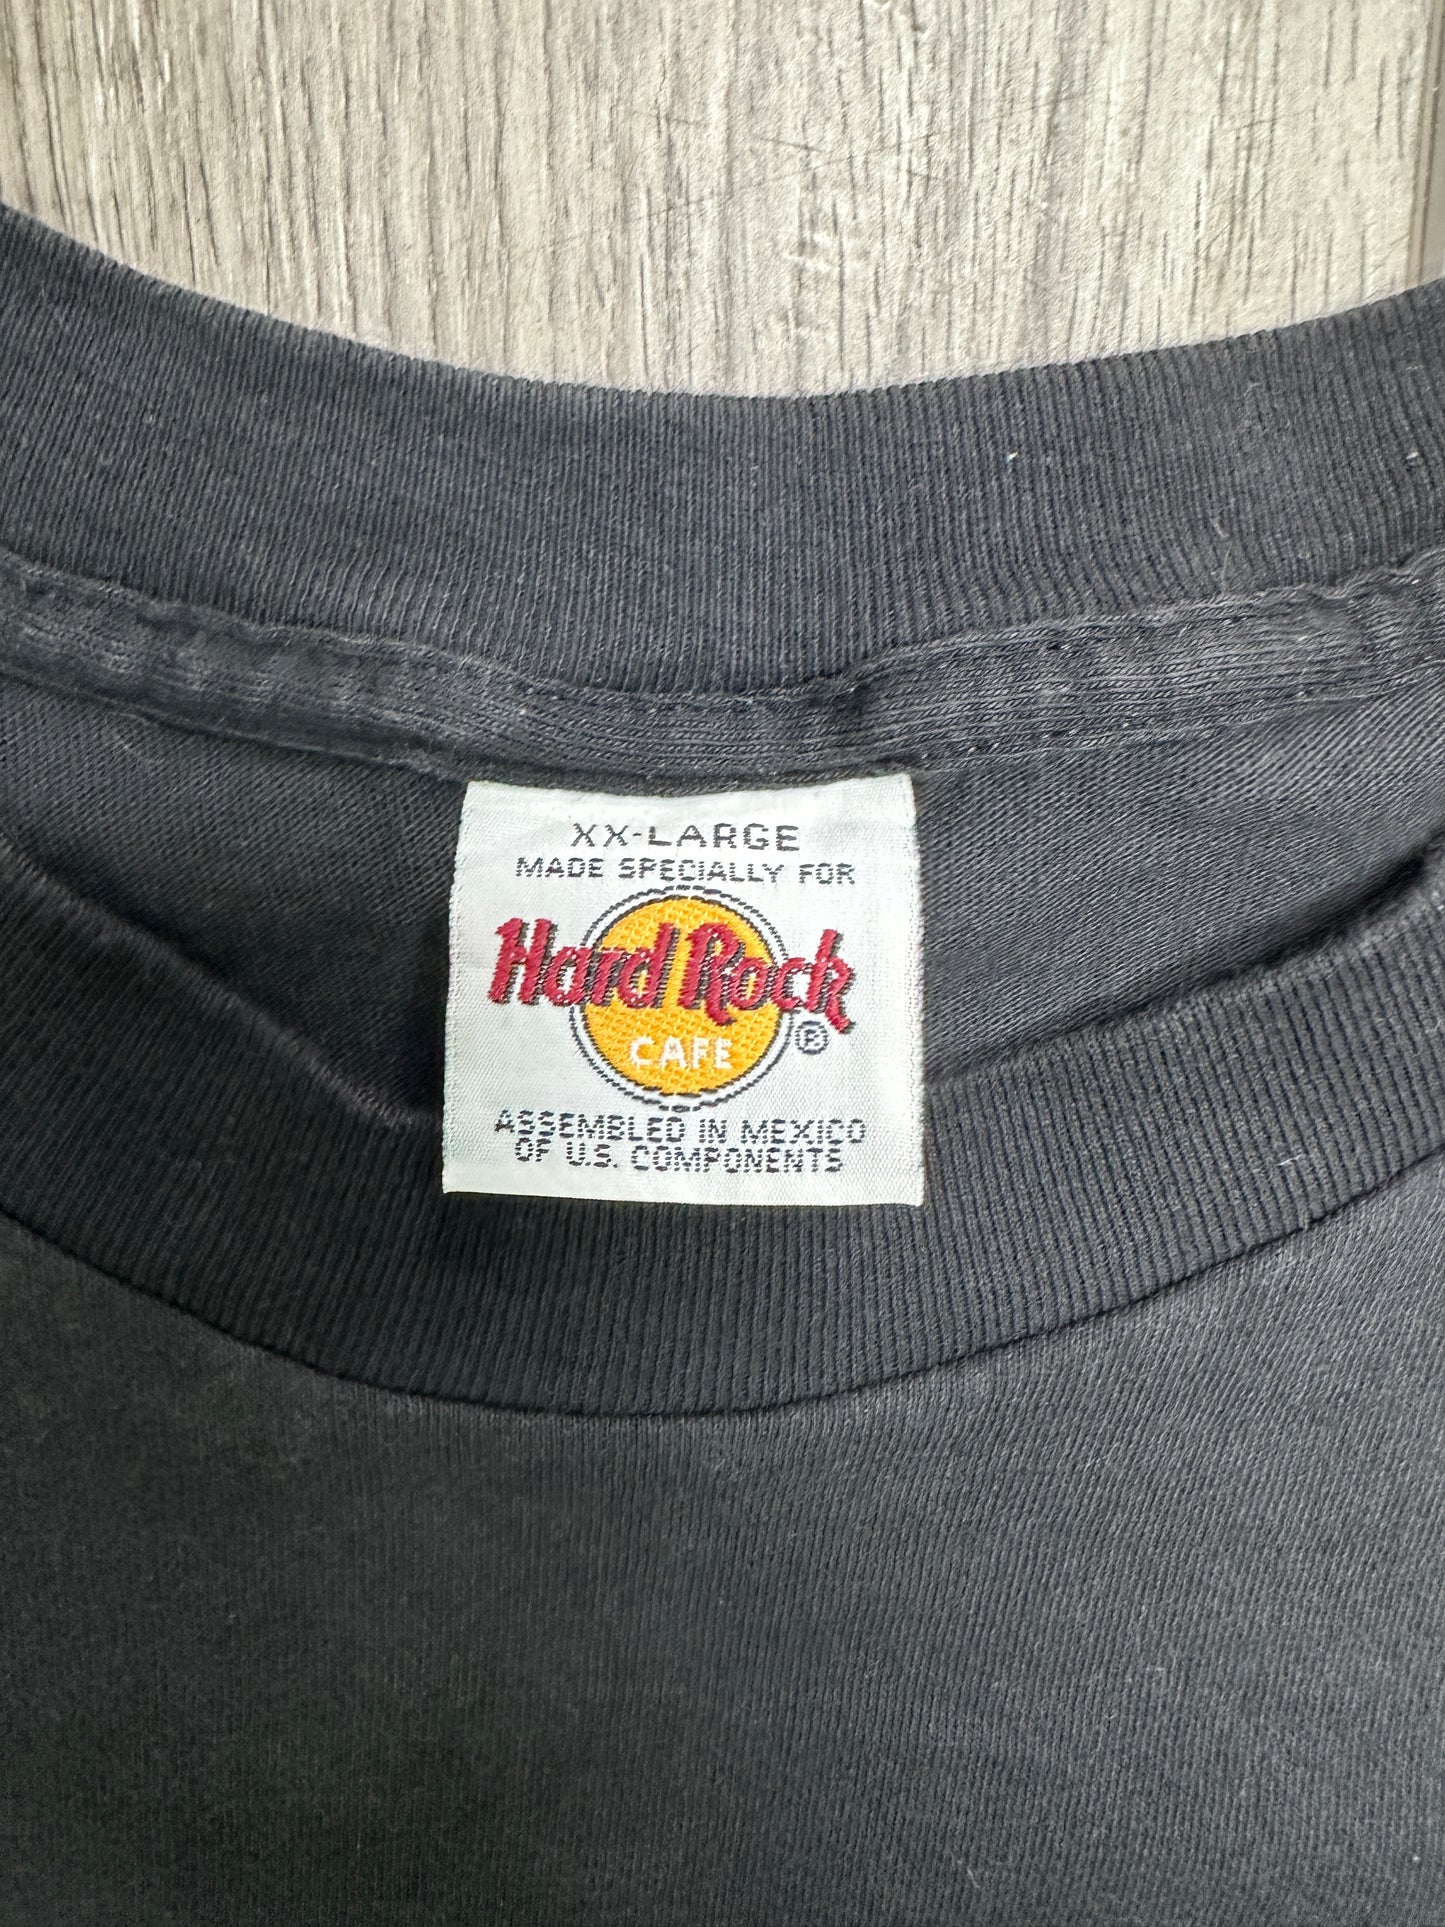 XX-LARGE
MADE SPECIALLY FOR
Hard Rock
CAFE ®
ASSEMBLED IN MEXICO
OF U.S. COMPONENTS